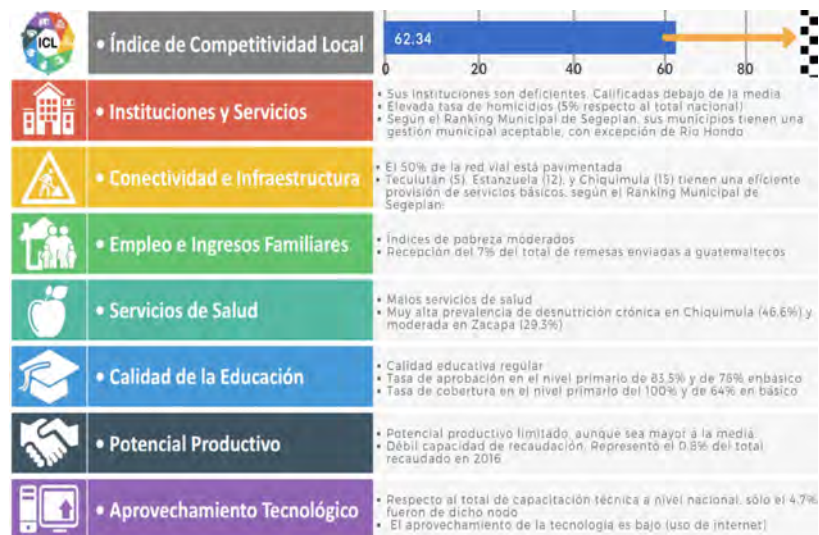 ICL
• Índice de Competitividad Local
62.34
0 20 40 60 80
• Instituciones y Servicios
• Sus Instituciones son deficientes. Calificadas debajo de la media
• Elevada tasa de homicidios (5% respecto al total nacional)
• Según el Ranking Municipal de Segeplan, sus municipios tienen una
gestión municipal aceptable, con excepción de Río Hondo
• Conectividad e Infraestructura
• El 50% de la red vial está pavimentada
• Teculután (5), Estanzuela (12), y Chiquimula (15) tienen una eficiente
provisión de servicios básicos, según el Ranking Municipal de
Segeplan.
• Empleo e Ingresos Familiares
• Índices de pobreza moderados
• Recepción del 7% del total de remesas enviadas a guatemaltecos
• Servicios de Salud
• Malos servicios de salud
• Muy alta prevalencia de desnutrición crónica en Chiquimula (46.6%) y
moderada en Zacapa (29.3%)
• Calidad de la Educación
• Calidad educativa regular
• Tasa de aprobación en el nivel primario de 83.5% y de 76% enbásico
• Tasa de cobertura en el nivel primario del 100% y de 64% en básico
• Potencial Productivo
• Potencial productivo limitado, aunque sea mayor a la media
• Débil capacidad de recaudación. Representó el 0.8% del total
recaudado en 2016
• Aprovechamiento Tecnológico
• Respecto al total de capacitación técnica a nivel nacional, sólo el 4.7%
fueron de dicho nodo
• El aprovechamiento de la tecnología es bajo (uso de internet)